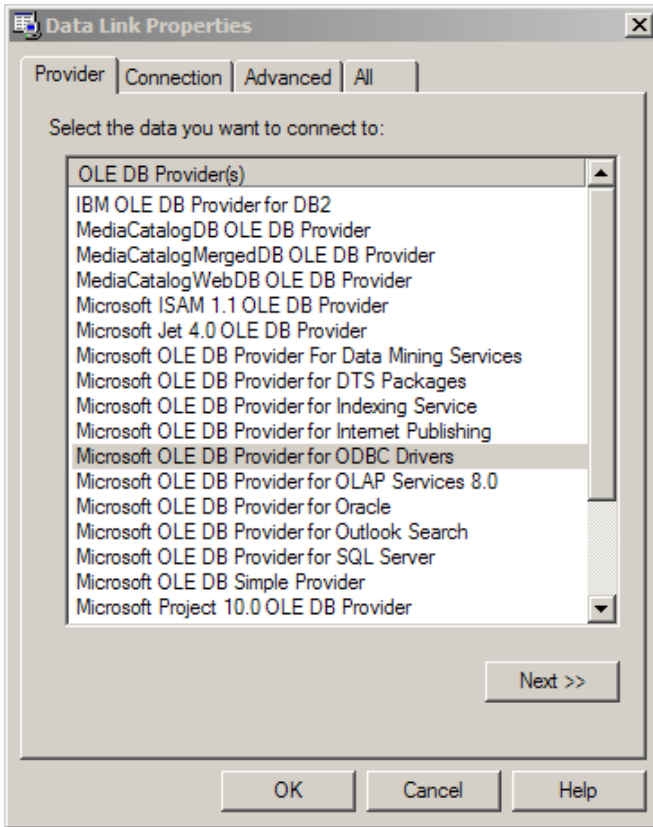 Data Link Properties
Provider Connection Advanced All
Select the data you want to connect to:
OLE DB Provider(s)
IBM OLE DB Provider for DB2
MediaCatalogDB OLE DB Provider
MediaCatalogMergedDB OLE DB Provider
MediaCatalogWebDB OLE DB Provider
Microsoft ISAM 1.1 OLE DB Provider
Microsoft Jet 4.0 OLE DB Provider
Microsoft OLE DB Provider For Data Mining Services
Microsoft OLE DB Provider for DTS Packages
Microsoft OLE DB Provider for Indexing Service
Microsoft OLE DB Provider for Internet Publishing
Microsoft OLE DB Provider for ODBC Drivers
Microsoft OLE DB Provider for OLAP Services 8.0
Microsoft OLE DB Provider for Oracle
Microsoft OLE DB Provider for Outlook Search
Microsoft OLE DB Provider for SQL Server
Microsoft OLE DB Simple Provider
Microsoft Project 10.0 OLE DB Provider
Next >>
OK Cancel Help